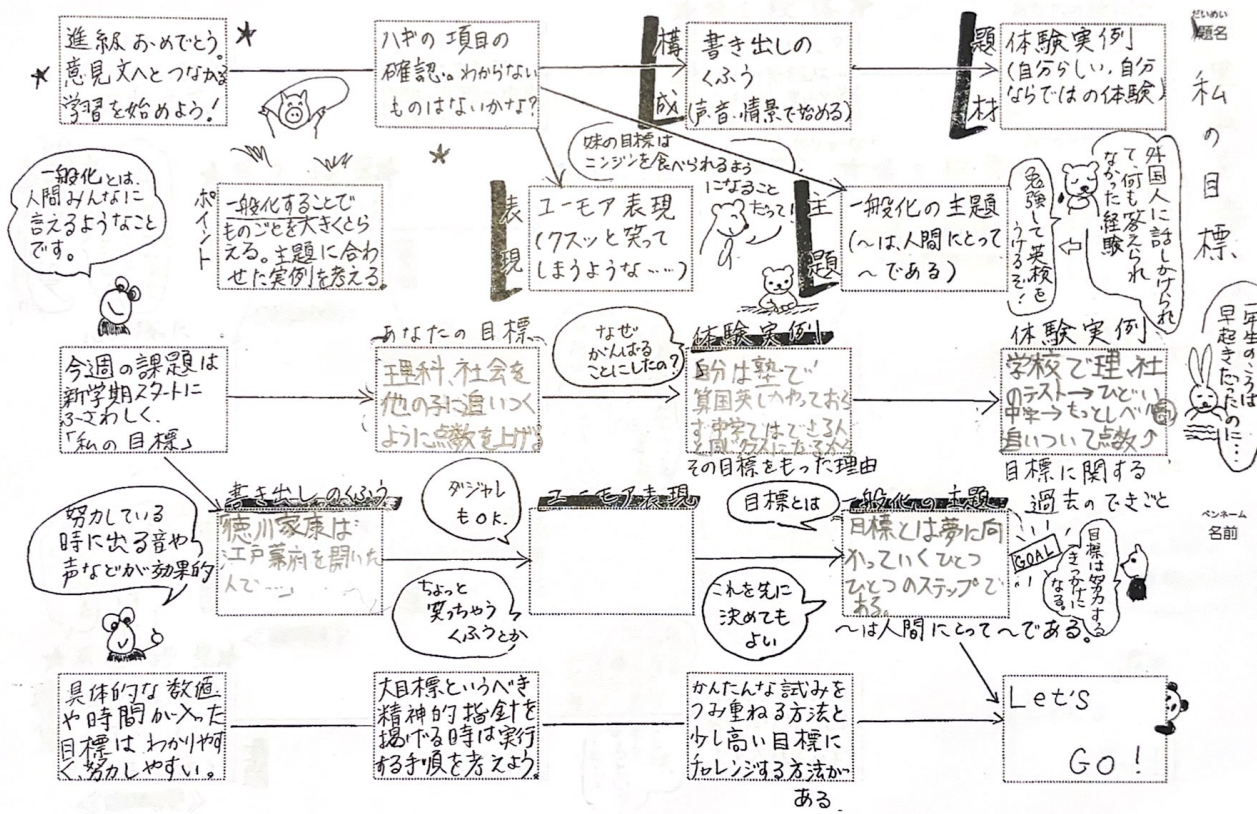 だいめい
題名
私の目標
進級おめでとう。
意見文へとつながる
学習を始めよう!
ハギの項目の
確認。わからない
ものはないかな?
構成
書き出しの
くふう
(声、音、情景で始める)
題材
体験実例
(自分らしい,自分
ならではの体験)
外国人に話しかけられ
て、何も答えられ
なかった経験
勉強して英検を
うけるぞ!
妹の目標は
ニンジンを食べられるよう
になること
だって!
一般化とは、
人間みんなに
言えるようなこと
です。
ポイント
一般化することで
ものごとを大きくとら
える。主題に合わ
せた実例を考える。
表現
ユーモア表現
(クスッと笑って
しまうような……)
主題
一般化の主題
(〜は、人間にとって
〜である)
今週の課題は
新学期スタートに
ふさわしく、
「私の目標」
あなたの目標
理科、社会を
他の子に追いつく
ように点数を上げる
なぜ
がんばる
ことにしたの?
体験実例
自分は塾で
算国英しかやっておら
ず中学ではできる人
と同じクラスになるから
その目標をもった理由
体験実例
学校で理、社
のテスト→ひどい
中学→もっとしべい
追いついて点数↑
目標に関する
過去のできごと
一年生のころは
早起きだったのに…
努力している
時に出る音や
声などが効果的
書き出しのくふう
徳川家康は
江戸幕府を開いた
人で……
ダジャレ
もOK.
ちょっと
笑っちゃう
くふうとか
ユーモア表現
目標とは
これを先に
決めても
よい
一般化の主題
目標とは夢に向
かっていくひとつ
ひとつのステップで
ある。
〜は人間にとって〜である。
GOAL
目標は努力する
きっかけに
なる。
ペンネーム
名前
具体的な数値
や時間が入った
目標はわかりやす
く、努力しやすい。
大目標というべき
精神的指針を
掲げる時は実行
する手順を考えよう。
かんたんな試みを
つみ重ねる方法と
少し高い目標に
チャレンジする方法が
ある.
Let's
GO!